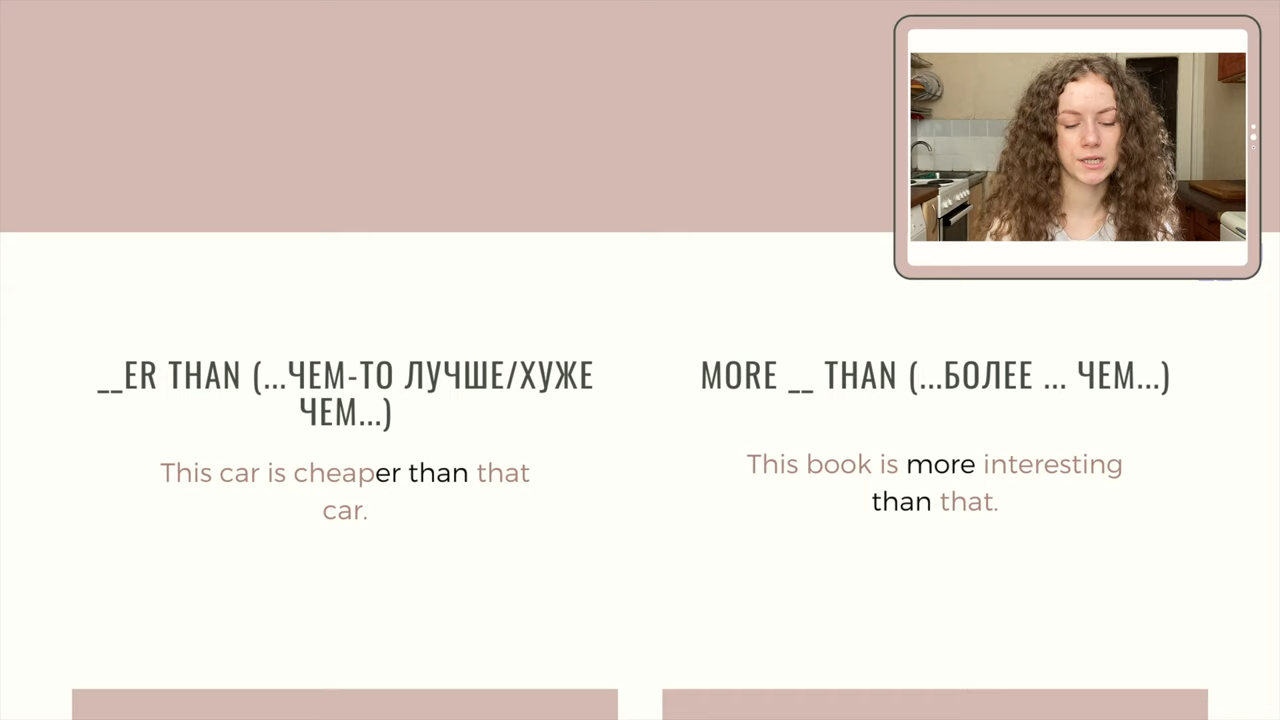 __ER THAN (...ЧЕМ-ТО ЛУЧШЕ/ХУЖЕ
ЧЕМ...)
This car is cheaper than that
car.
MORE __ THAN (...БОЛЕЕ ... ЧЕМ...)
This book is more interesting
than that.